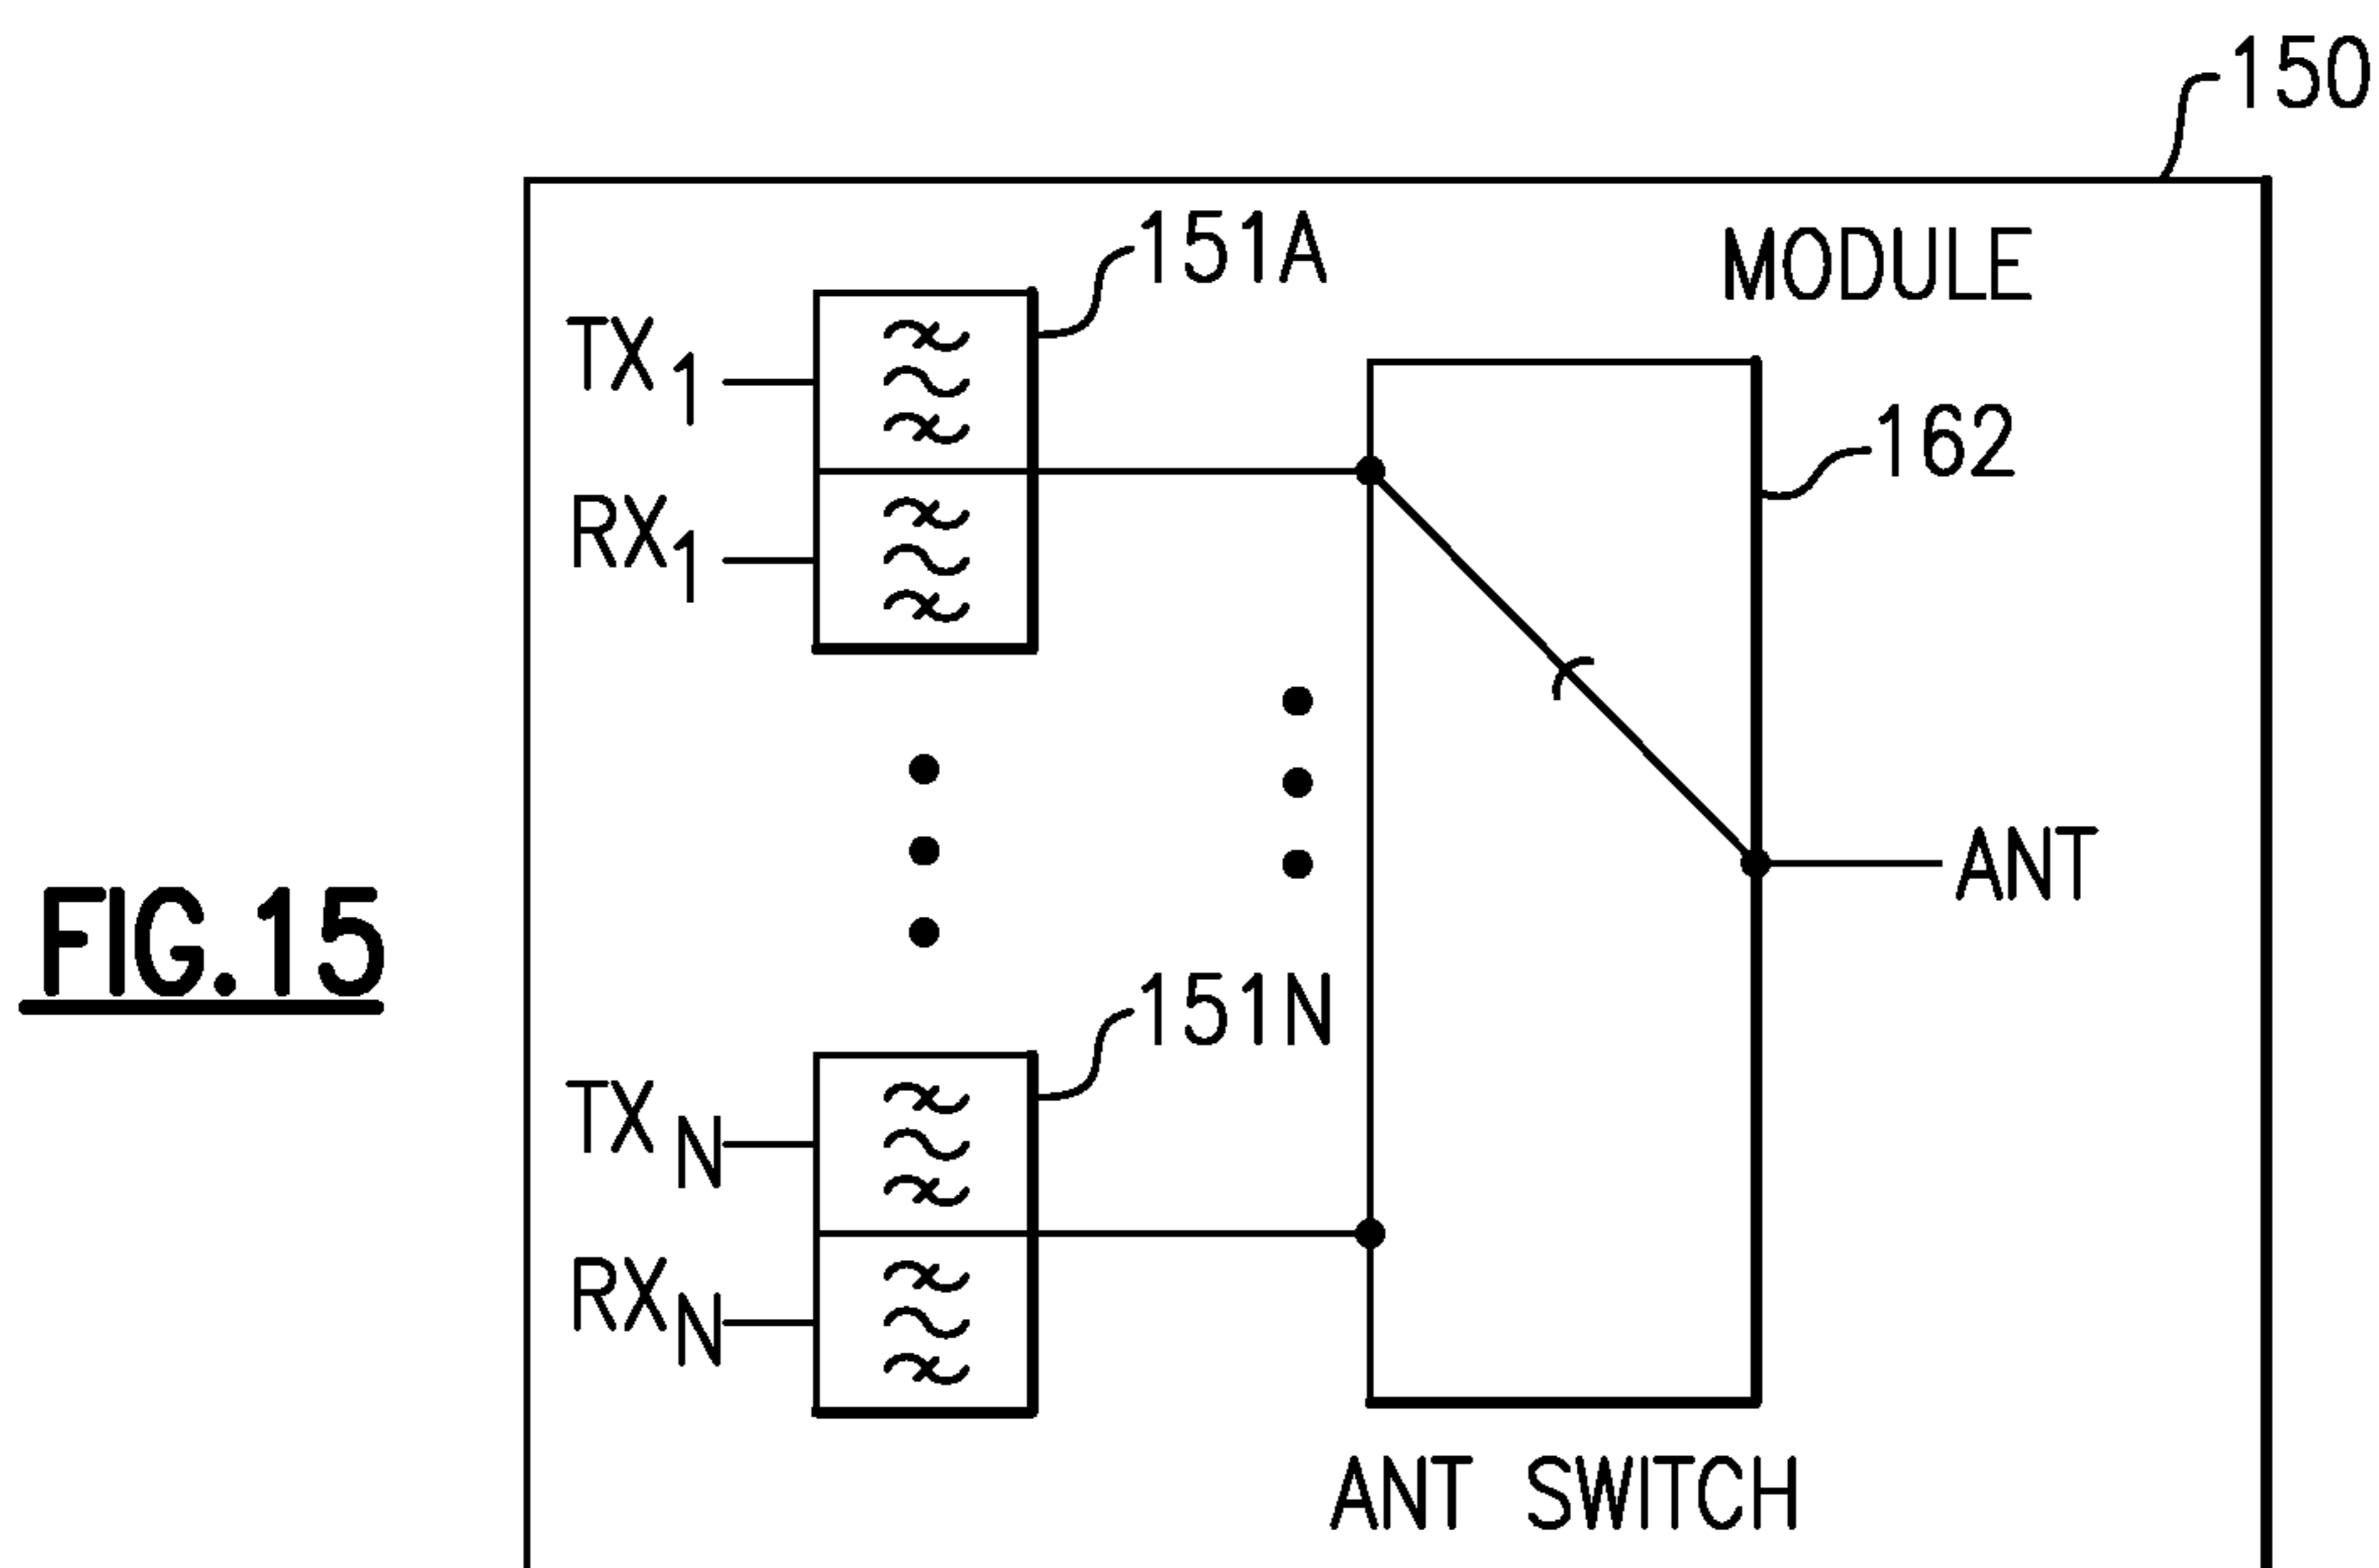 150
151A
MODULE
TX1
162
RX1
ANT
FIG.15
151N
TXN
RXN
ANT SWITCH